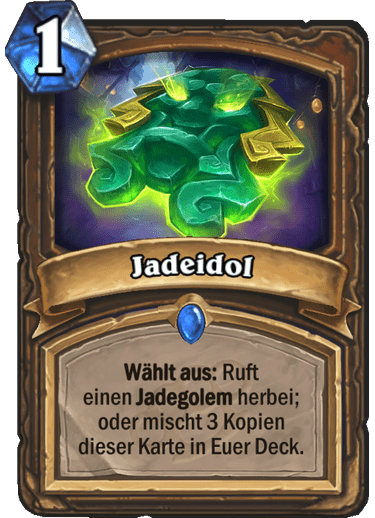 1
Jadeidol
Wählt aus: Ruft
einen Jadegolem herbei;
oder mischt 3 Kopien
dieser Karte in Euer Deck.